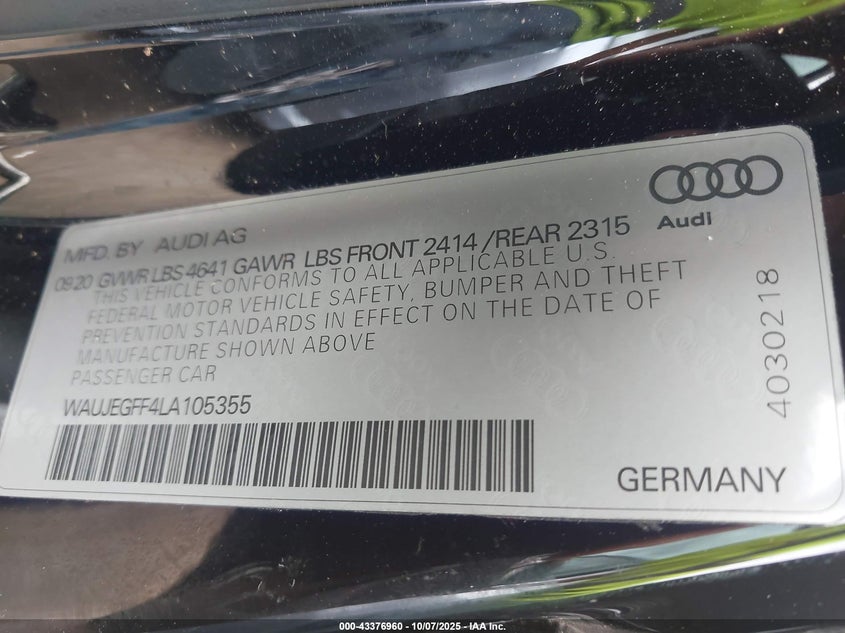 Audi
MFD. BY AUDI AG
09.20 GVWR LBS 4641 GAWR LBS FRONT 2414 /REAR 2315
THIS VEHICLE CONFORMS TO ALL APPLICABLE U.S.
FEDERAL MOTOR VEHICLE SAFETY, BUMPER AND THEFT
PREVENTION STANDARDS IN EFFECT ON THE DATE OF
MANUFACTURE SHOWN ABOVE
PASSENGER CAR
WAUJEGFF4LA105355
4030218
GERMANY
000-43376960 - 10/07/2025 - IAA Inc.